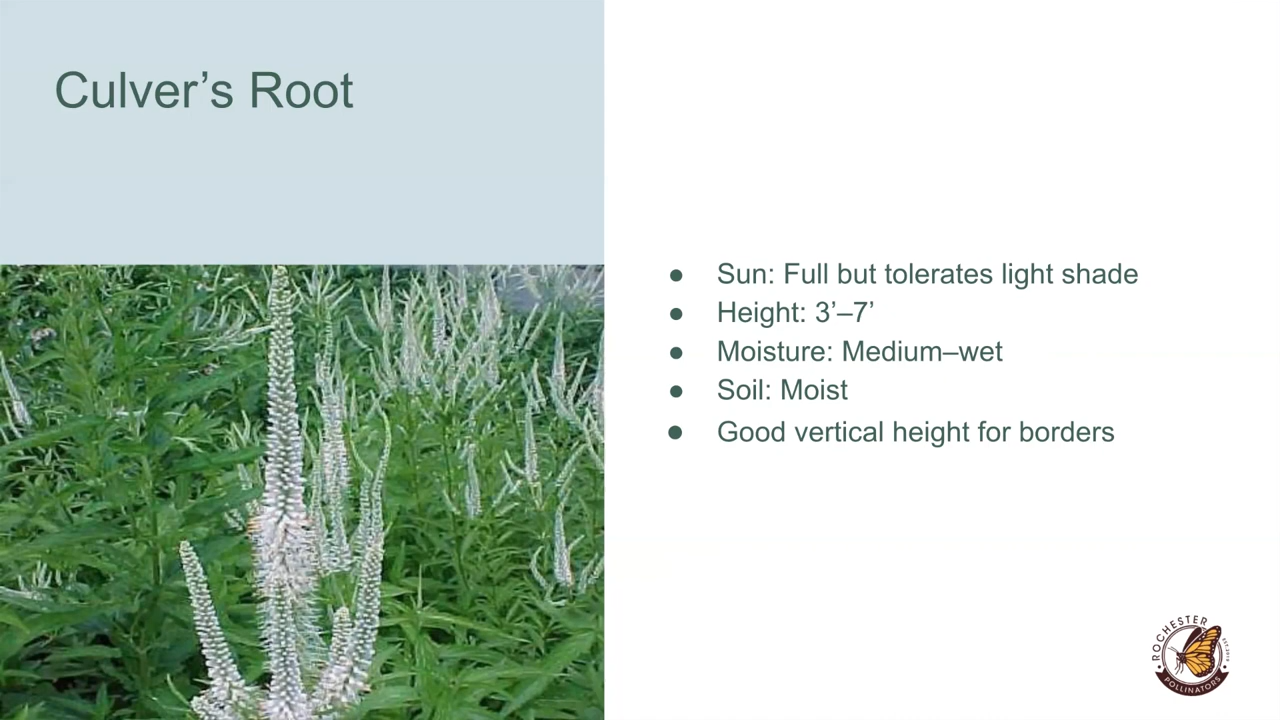 Culver’s Root
● Sun: Full but tolerates light shade
● Height: 3’–7’
● Moisture: Medium–wet
● Soil: Moist
● Good vertical height for borders
ROCHESTER
POLLINATORS